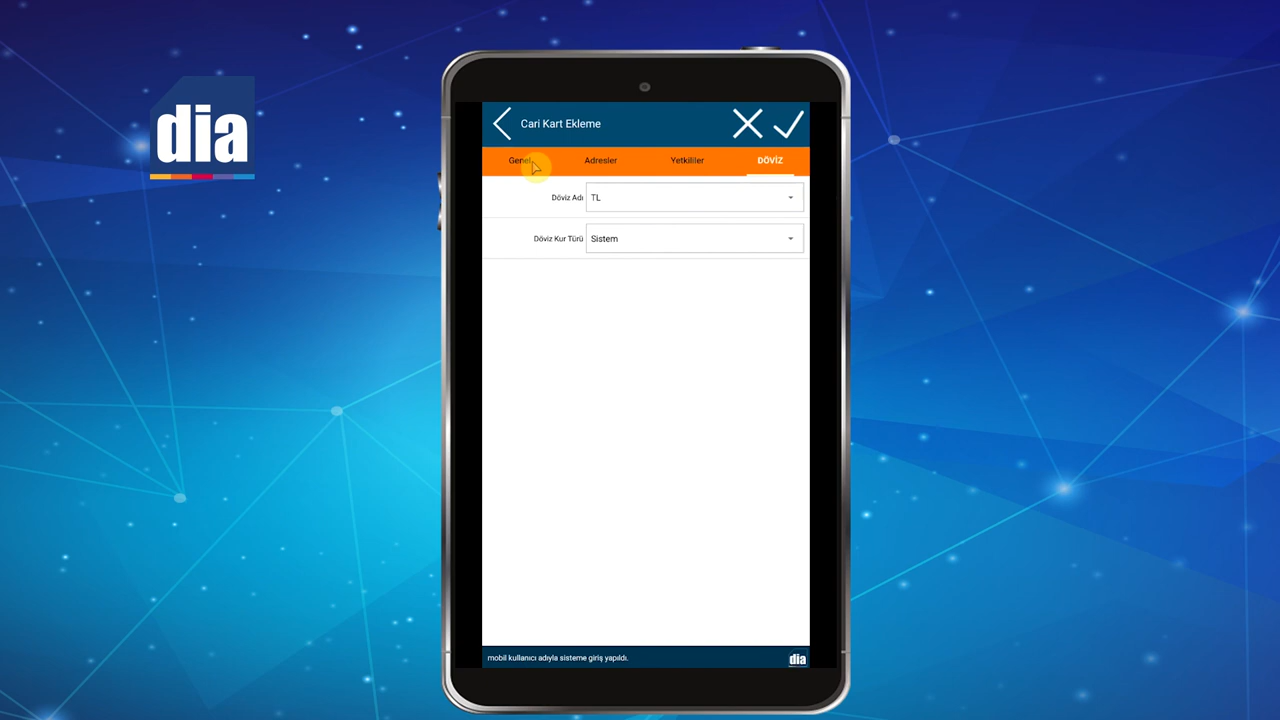 dia
Cari Kart Ekleme
Genel Adresler Yetkililer DÖVİZ
Döviz Adı TL
Döviz Kur Türü Sistem
mobil kullanıcı adıyla sisteme giriş yapıldı. dia